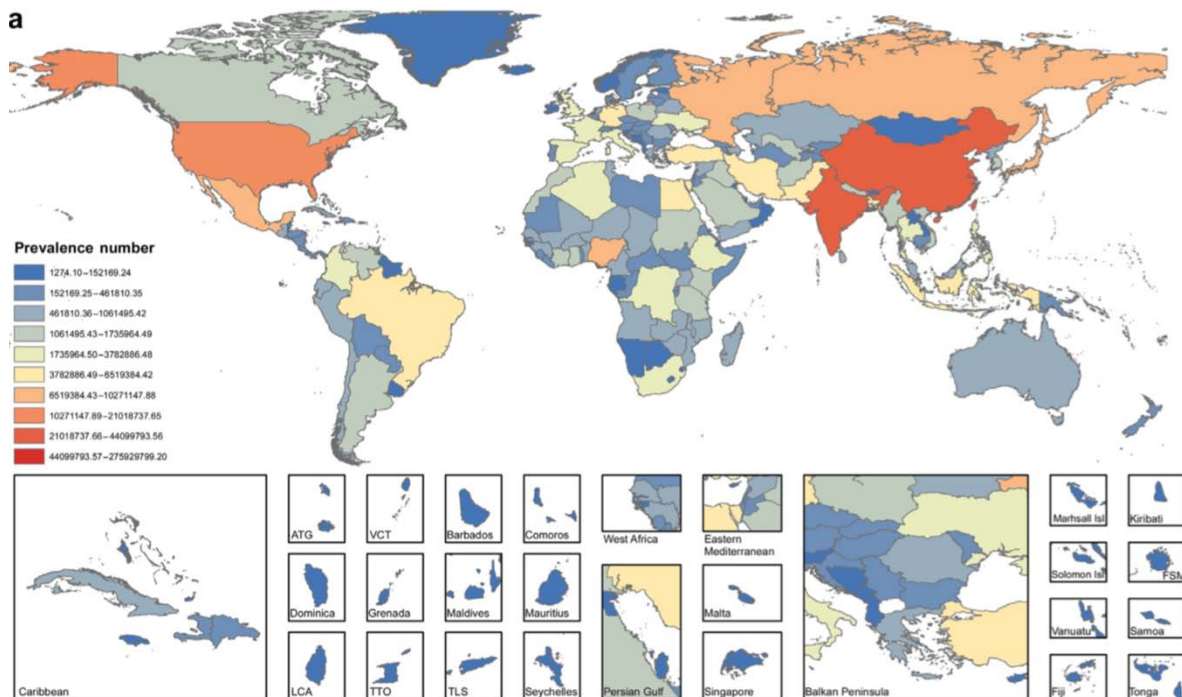 a
Prevalence number
1274.10–152169.24
152169.25–461810.35
461810.36–1061495.42
1061495.43–1735964.49
1735964.50–3782886.48
3782886.49–6519384.42
6519384.43–10271147.88
10271147.89–21018737.65
21018737.66–44099793.56
44099793.57–275929799.20
Caribbean
ATG
VCT
Barbados
Comoros
West Africa
Eastern
Mediterranean
Dominica
Grenada
Maldives
Mauritius
Malta
LCA
TTO
TLS
Seychelles
Persian Gulf
Singapore
Balkan Peninsula
Marhsall Isl
Kiribati
Solomon Isl
FSM
Vanuatu
Samoa
Fiji
Tonga